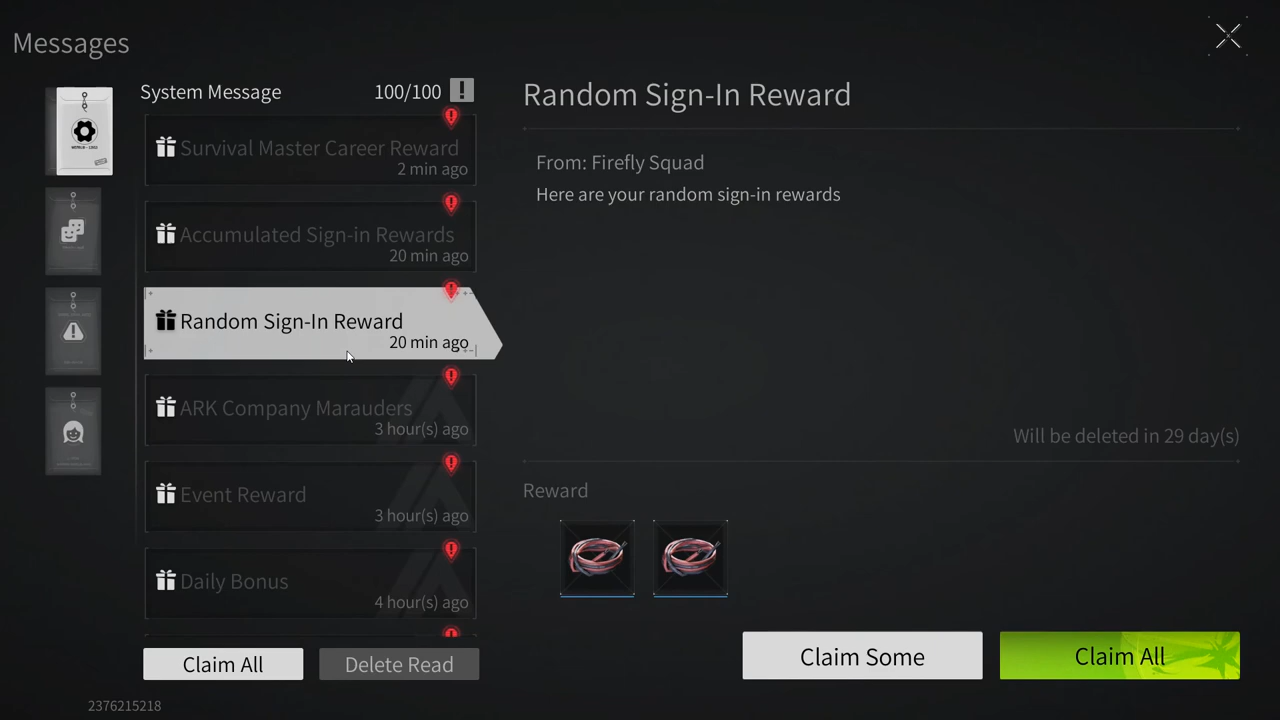 Messages
System Message 100/100
Survival Master Career Reward
2 min ago
Accumulated Sign-in Rewards
20 min ago
Random Sign-In Reward
20 min ago
ARK Company Marauders
3 hour(s) ago
Event Reward
3 hour(s) ago
Daily Bonus
4 hour(s) ago
Claim All
Delete Read
2376215218
Random Sign-In Reward
From: Firefly Squad
Here are your random sign-in rewards
Will be deleted in 29 day(s)
Reward
Claim Some
Claim All